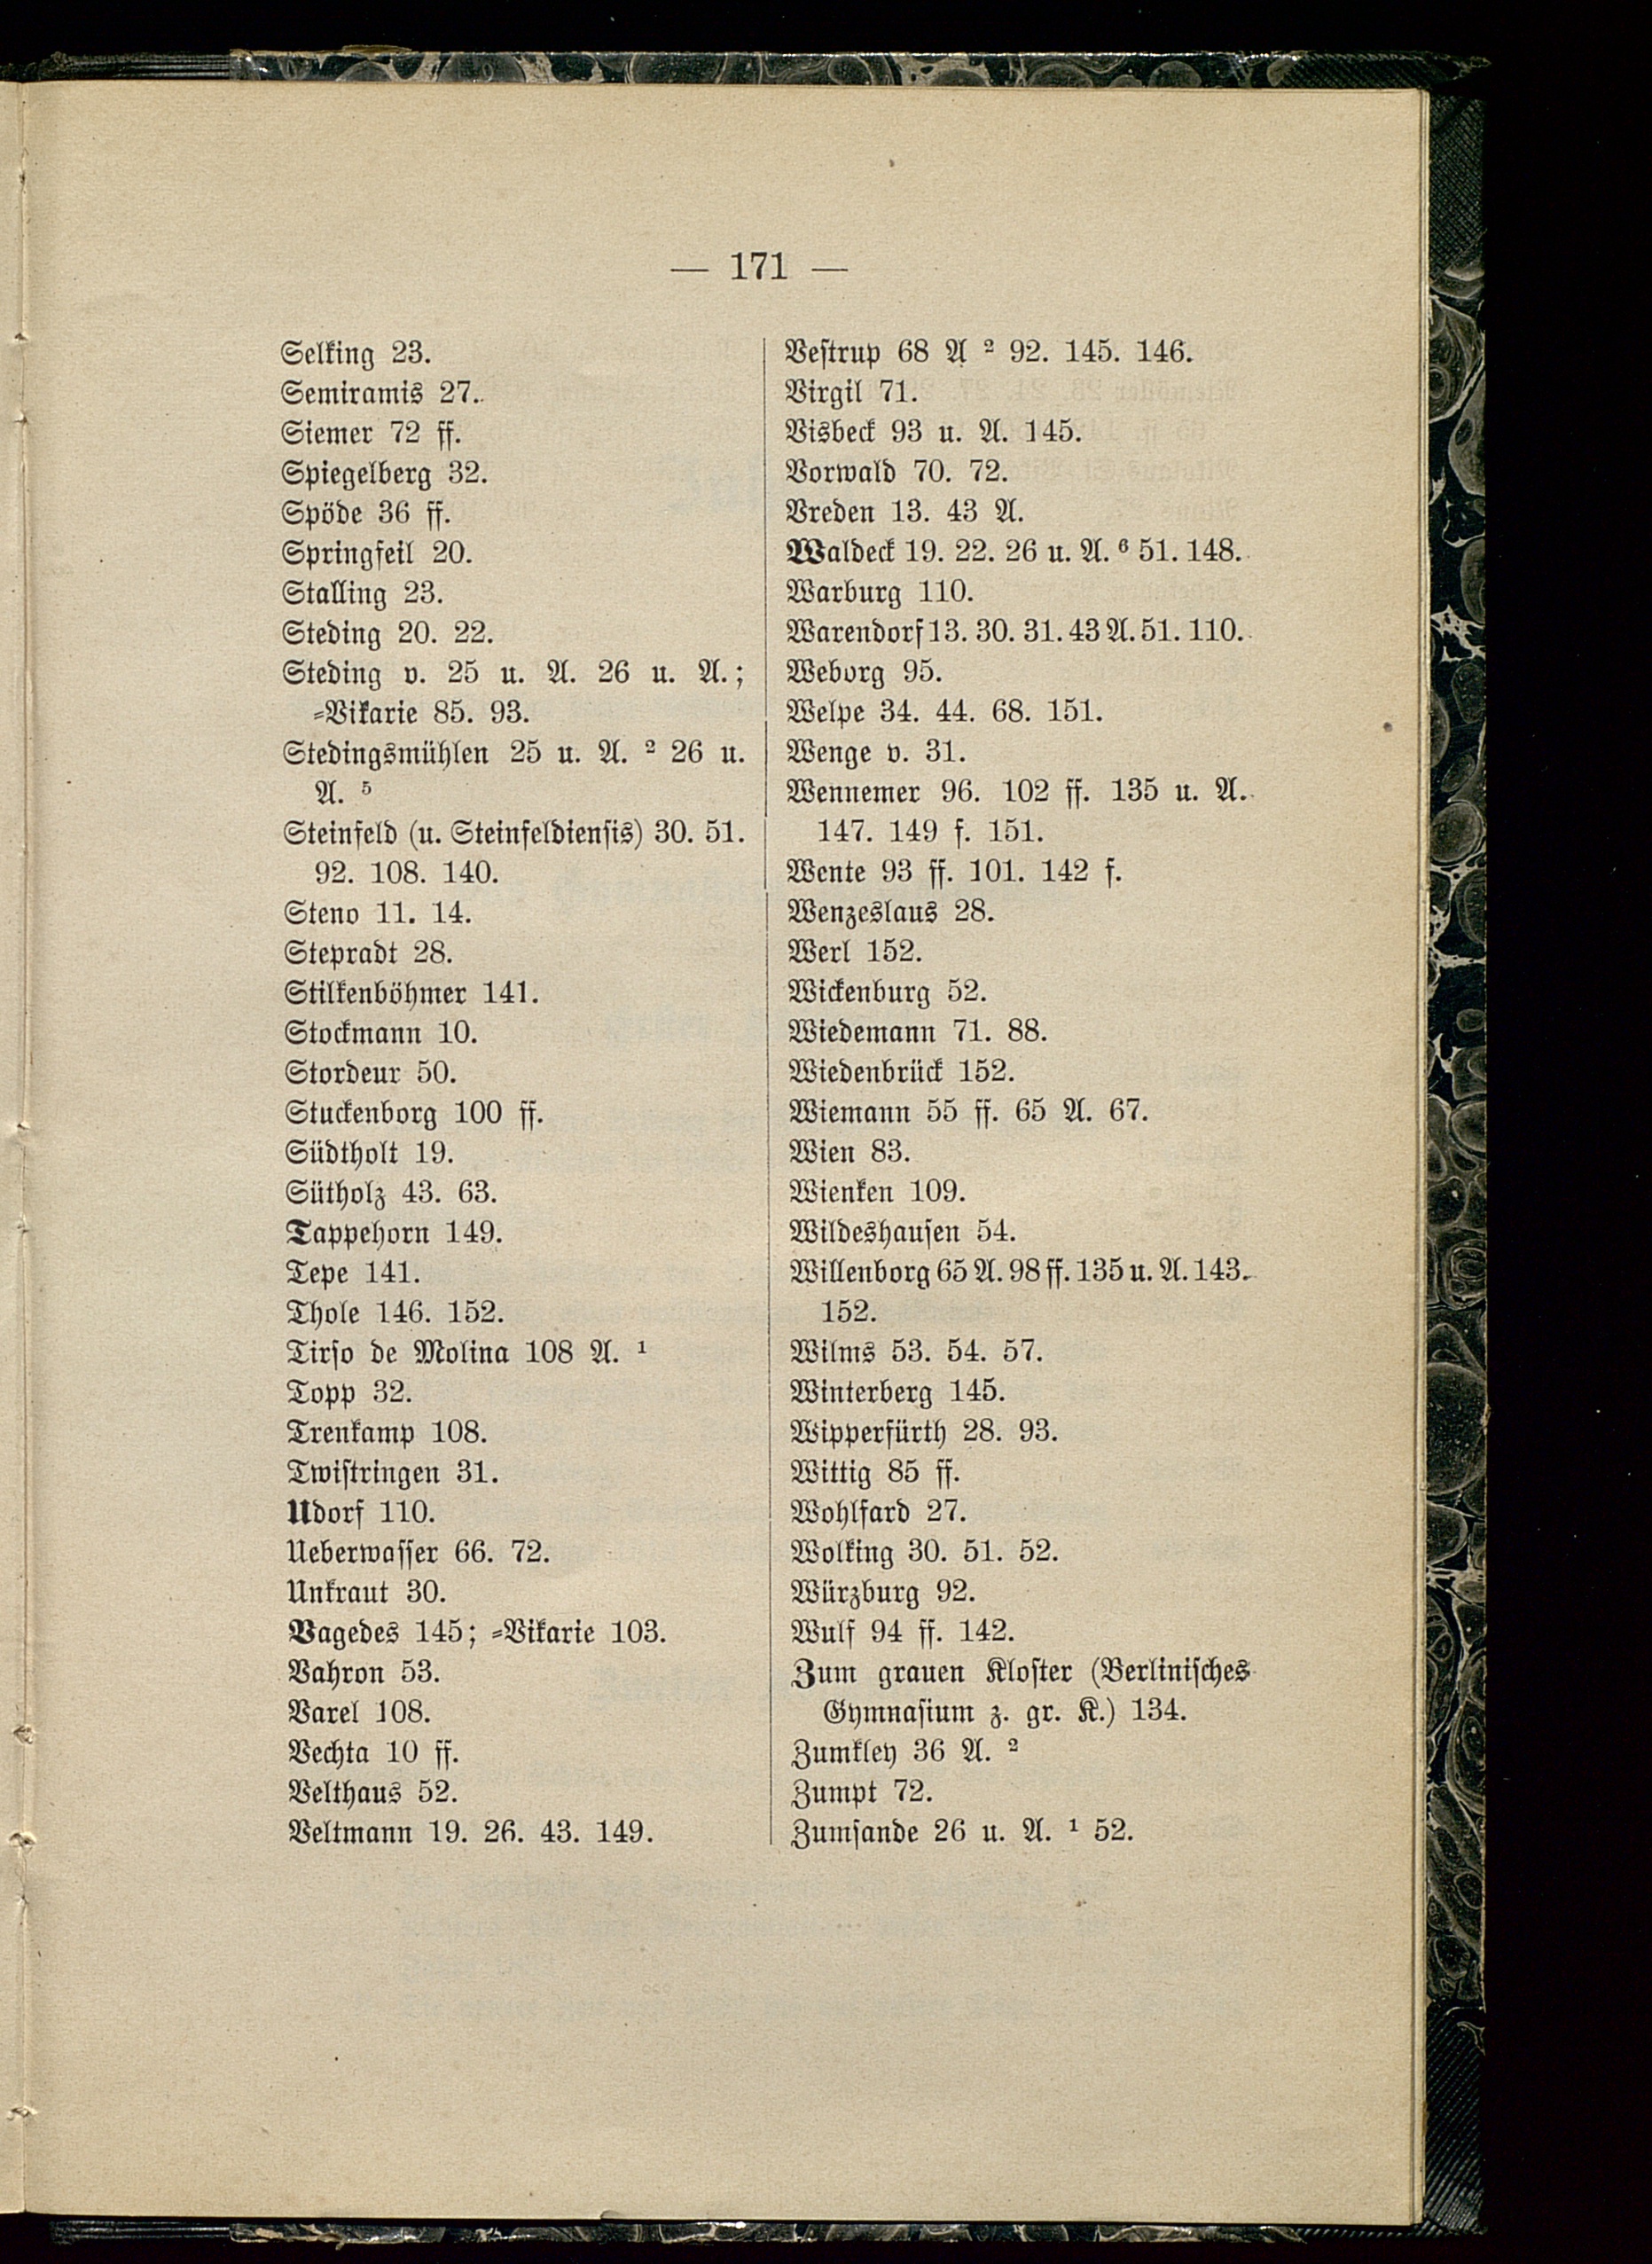 — 171 —
Selking 23.
Semiramis 27.
Siemer 72 ff.
Spiegelberg 32.
Spöde 36 ff.
Springfeil 20.
Stalling 23.
Steding 20. 22.
Steding v. 25 u. A. 26 u. A.;
⸗Vikarie 85. 93.
Stedingsmühlen 25 u. A. ² 26 u.
A. ⁵
Steinfeld (u. Steinfeldiensis) 30. 51.
92. 108. 140.
Steno 11. 14.
Stepradt 28.
Stilkenböhmer 141.
Stockmann 10.
Stordeur 50.
Stuckenborg 100 ff.
Südtholt 19.
Sütholz 43. 63.
Tappehorn 149.
Tepe 141.
Thole 146. 152.
Tirso de Molina 108 A. ¹
Topp 32.
Trenkamp 108.
Twistringen 31.
Udorf 110.
Ueberwasser 66. 72.
Unkraut 30.
Vagedes 145; ⸗Vikarie 103.
Vahron 53.
Varel 108.
Vechta 10 ff.
Velthaus 52.
Veltmann 19. 26. 43. 149.
Vestrup 68 A ² 92. 145. 146.
Virgil 71.
Visbeck 93 u. A. 145.
Vorwald 70. 72.
Vreden 13. 43 A.
Waldeck 19. 22. 26 u. A. ⁶ 51. 148.
Warburg 110.
Warendorf 13. 30. 31. 43 A. 51. 110.
Weborg 95.
Welpe 34. 44. 68. 151.
Wenge v. 31.
Wennemer 96. 102 ff. 135 u. A.
147. 149 f. 151.
Wente 93 ff. 101. 142 f.
Wenzeslaus 28.
Werl 152.
Wickenburg 52.
Wiedemann 71. 88.
Wiedenbrück 152.
Wiemann 55 ff. 65 A. 67.
Wien 83.
Wienken 109.
Wildeshausen 54.
Willenborg 65 A. 98 ff. 135 u. A. 143.
152.
Wilms 53. 54. 57.
Winterberg 145.
Wipperfürth 28. 93.
Wittig 85 ff.
Wohlfard 27.
Wolking 30. 51. 52.
Würzburg 92.
Wulf 94 ff. 142.
Zum grauen Kloster (Berlinisches
Gymnasium z. gr. K.) 134.
Zumkley 36 A. ²
Zumpt 72.
Zumsande 26 u. A. ¹ 52.